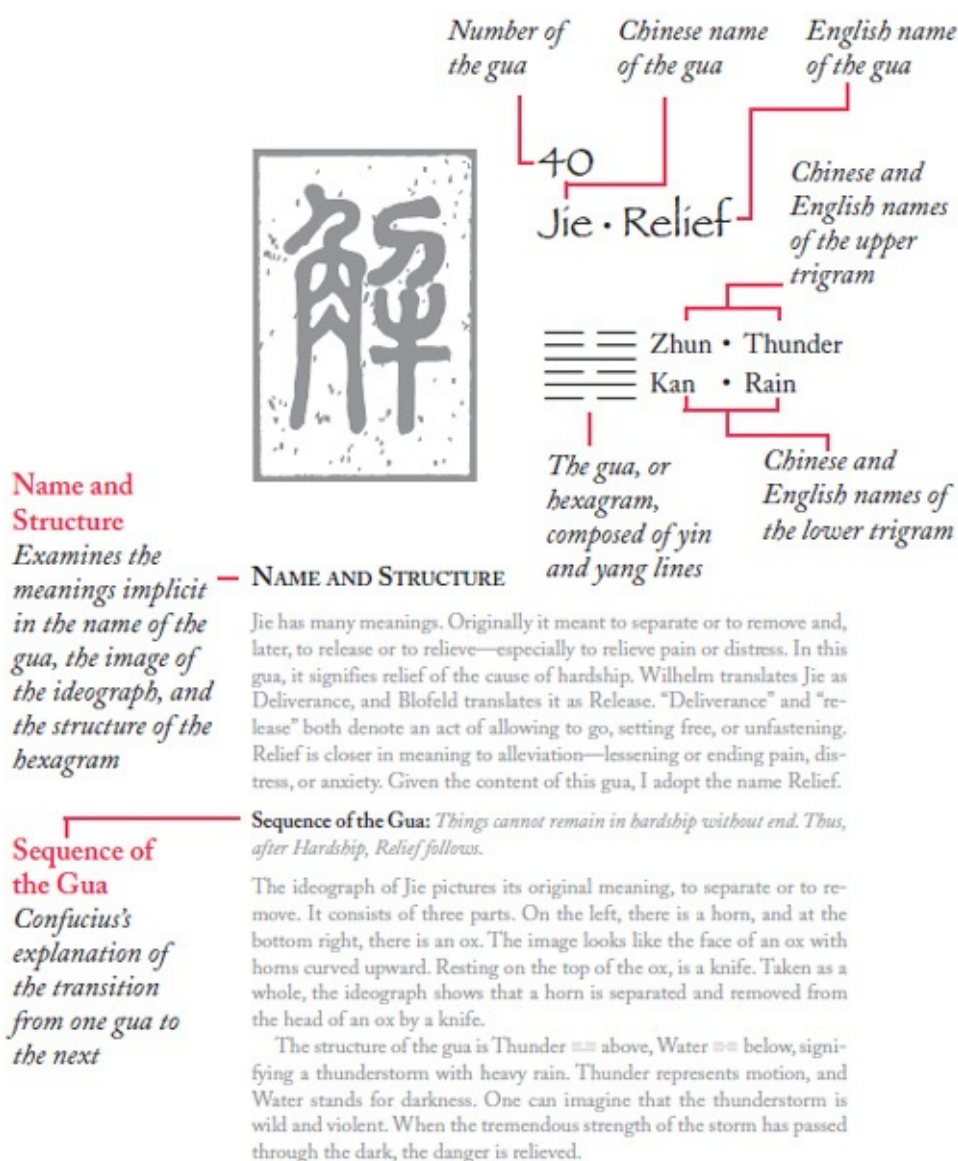 Number of
the gua
Chinese name
of the gua
English name
of the gua
40
Jie • Relief
Chinese and
English names
of the upper
trigram
解
Zhun • Thunder
Kan • Rain
The gua, or
hexagram,
composed of yin
and yang lines
Chinese and
English names of
the lower trigram
Name and
Structure
Examines the
meanings implicit
in the name of the
gua, the image of
the ideograph, and
the structure of the
hexagram
NAME AND STRUCTURE
Jie has many meanings. Originally it meant to separate or to remove and,
later, to release or to relieve—especially to relieve pain or distress. In this
gua, it signifies relief of the cause of hardship. Wilhelm translates Jie as
Deliverance, and Blofeld translates it as Release. “Deliverance” and “re-
lease” both denote an act of allowing to go, setting free, or unfastening.
Relief is closer in meaning to alleviation—lessening or ending pain, dis-
tress, or anxiety. Given the content of this gua, I adopt the name Relief.
Sequence of
the Gua
Confucius’s
explanation of
the transition
from one gua to
the next
Sequence of the Gua: Things cannot remain in hardship without end. Thus,
after Hardship, Relief follows.
The ideograph of Jie pictures its original meaning, to separate or to re-
move. It consists of three parts. On the left, there is a horn, and at the
bottom right, there is an ox. The image looks like the face of an ox with
horns curved upward. Resting on the top of the ox, is a knife. Taken as a
whole, the ideograph shows that a horn is separated and removed from
the head of an ox by a knife.
The structure of the gua is Thunder ☳ above, Water ☵ below, signi-
fying a thunderstorm with heavy rain. Thunder represents motion, and
Water stands for darkness. One can imagine that the thunderstorm is
wild and violent. When the tremendous strength of the storm has passed
through the dark, the danger is relieved.